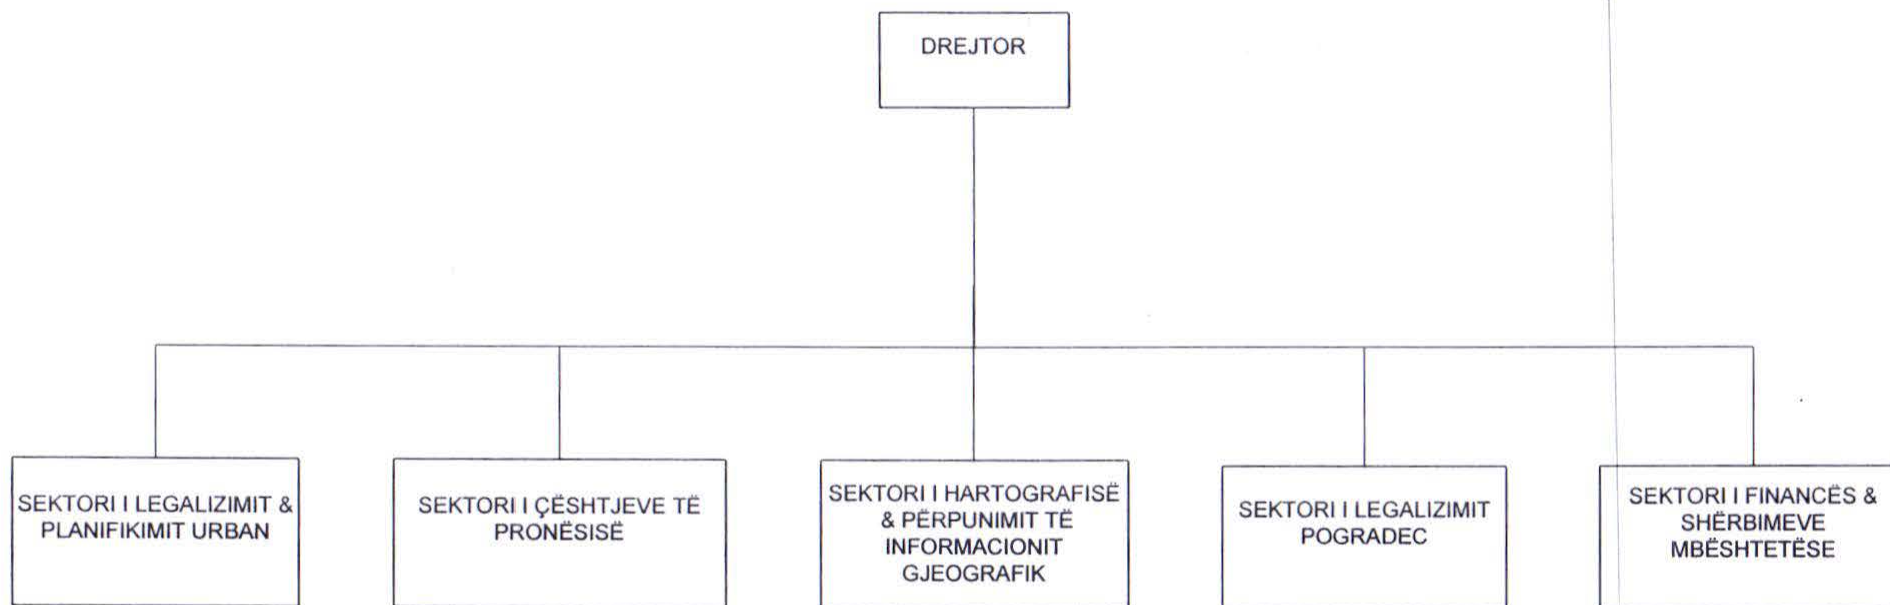 DREJTOR
SEKTORI I LEGALIZIMIT &
PLANIFIKIMIT URBAN
SEKTORI I ÇËSHTJEVE TË
PRONËSISË
SEKTORI I HARTOGRAFISË
& PËRPUNIMIT TË
INFORMACIONIT
GJEOGRAFIK
SEKTORI I LEGALIZIMIT
POGRADEC
SEKTORI I FINANCËS &
SHËRBIMEVE
MBËSHTETËSE